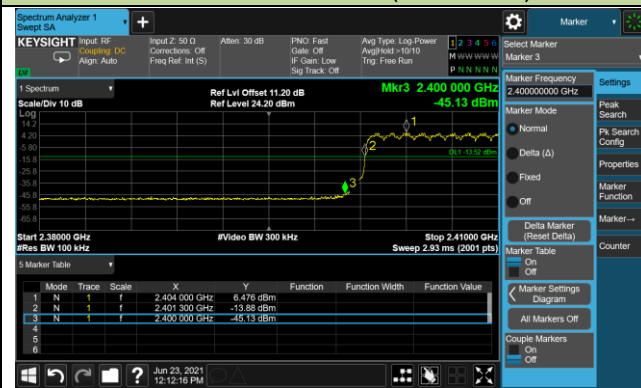 Spectrum Analyzer 1
Swept SA
Marker
KEYSIGHT
Input: RF
Coupling: DC
Align: Auto
Input Z: 50 Ω
Corrections: Off
Freq Ref: Int (S)
Atten: 30 dB
PNO: Fast
Gate: Off
IF Gain: Low
Sig Track: Off
Avg Type: Log-Power
Avg|Hold:>10/10
Trig: Free Run
1 2 3 4 5 6
M W W W W W
P N N N N N
LVI
Select Marker
Marker 3
1 Spectrum
Scale/Div 10 dB
Ref Lvl Offset 11.20 dB
Ref Level 24.20 dBm
Mkr3 2.400 000 GHz
-45.13 dBm
Log
14.2
4.20
-5.80
-15.8
-25.8
-35.8
-45.8
-55.8
-65.8
1
2
3
DL1 -13.52 dBm
Start 2.38000 GHz
#Res BW 100 kHz
#Video BW 300 kHz
Stop 2.41000 GHz
Sweep 2.93 ms (2001 pts)
5 Marker Table
Mode Trace Scale X Y Function Function Width Function Value
1 N 1 f 2.404 000 GHz 6.476 dBm
2 N 1 f 2.401 300 GHz -13.88 dBm
3 N 1 f 2.400 000 GHz -45.13 dBm
4
5
6
Marker Frequency
2.400000000 GHz
Marker Mode
Normal
Delta (Δ)
Fixed
Off
Delta Marker
(Reset Delta)
Marker Table
On
Off
Marker Settings
Diagram
All Markers Off
Couple Markers
On
Off
Settings
Peak
Search
Pk Search
Config
Properties
Marker
Function
Marker→
Counter
?
Jun 23, 2021
12:12:16 PM